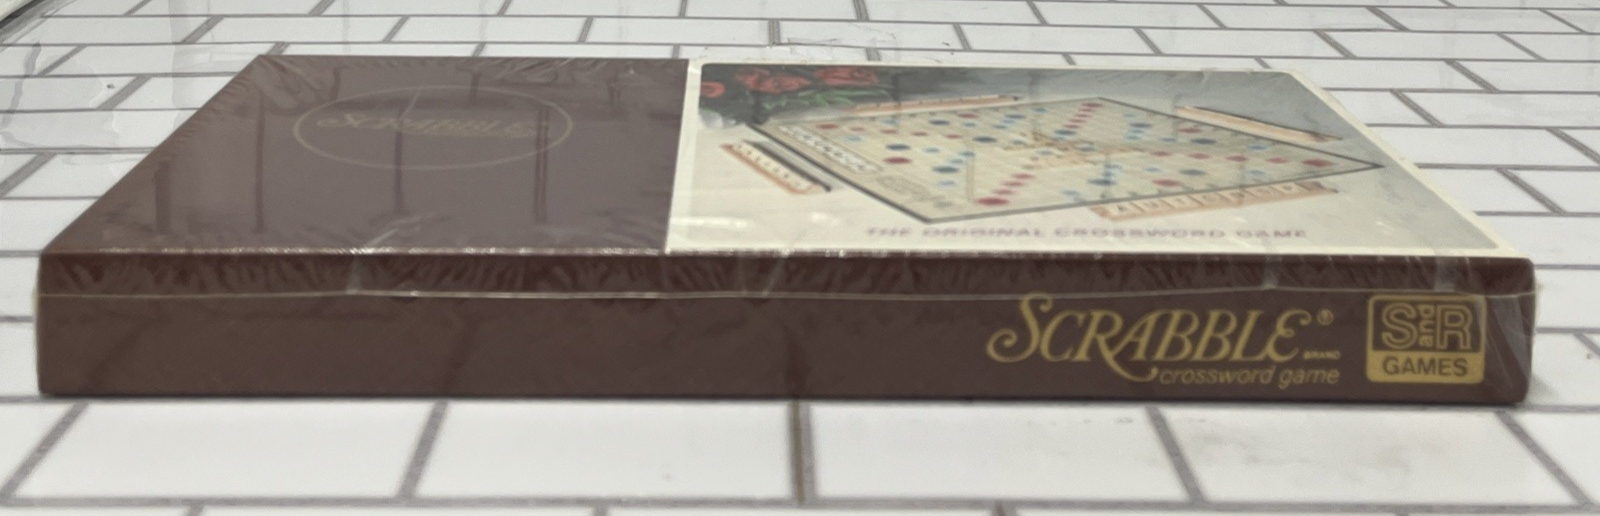 SCRABBLE
THE ORIGINAL CROSSWORD GAME
SCRABBLE®
BRAND
crossword game
S and R
GAMES